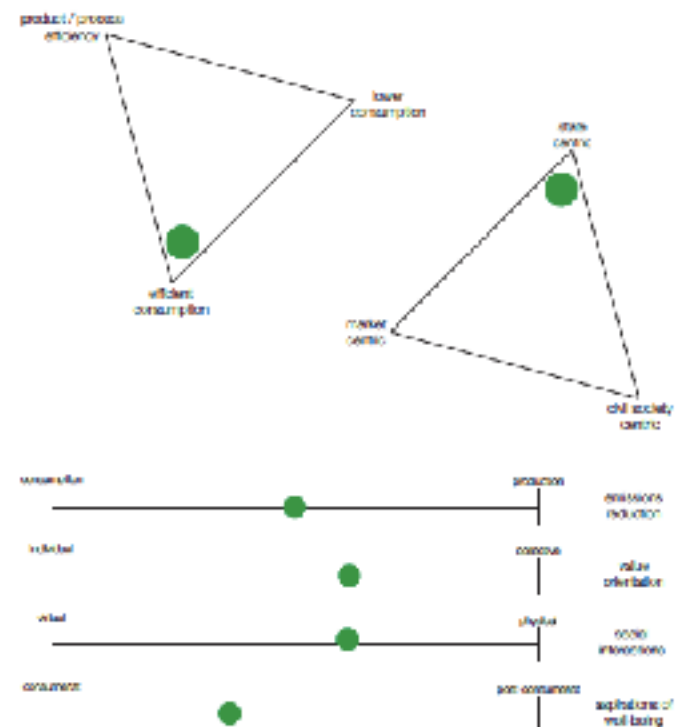 product / process
efficiency
lower
consumption
state
centric
efficient
consumption
market
centric
civil society
centric
consumption
production
emissions
reduction
individual
collective
value
orientation
virtual
physical
social
interactions
consumerist
post-consumerist
aspirations of
well-being